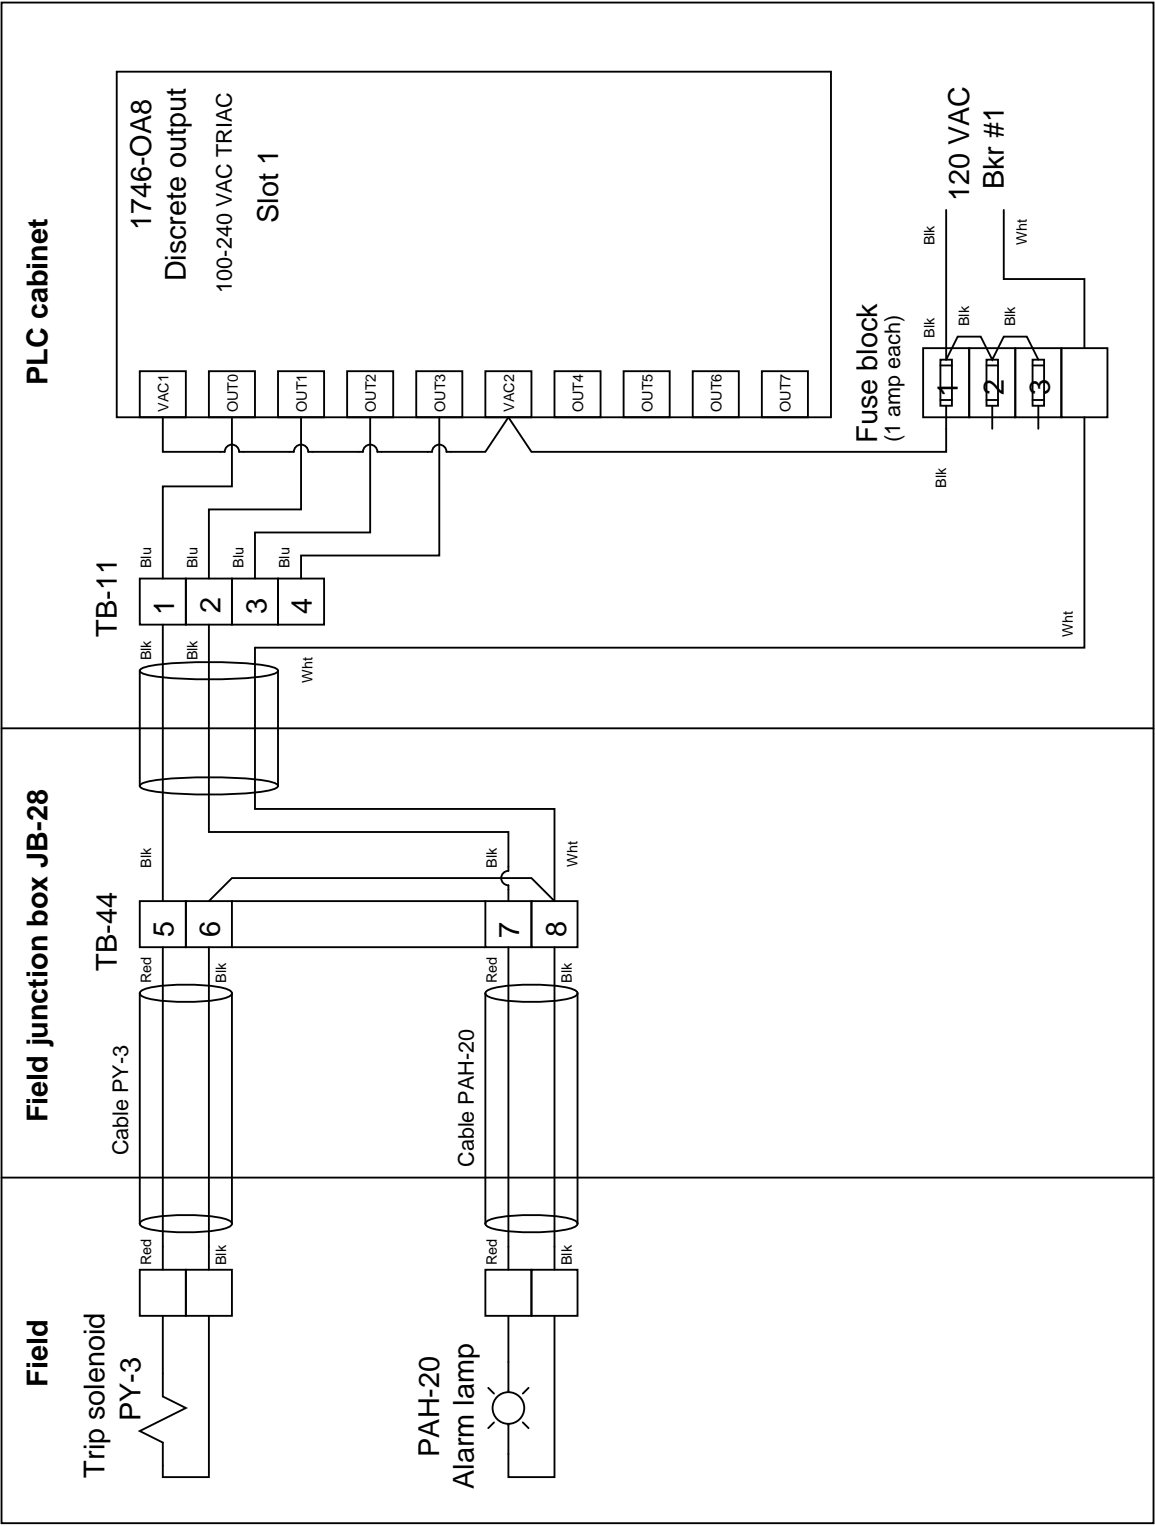 Field
Field junction box JB-28
PLC cabinet
Trip solenoid
PY-3
Red
Blk
Cable PY-3
Red
Blk
TB-44
5
6
7
8
Blk
Blk
Wht
PAH-20
Alarm lamp
Red
Blk
Cable PAH-20
Red
Blk
TB-11
1
2
3
4
Blk
Blk
Wht
Blu
Blu
Blu
Blu
1746-OA8
Discrete output
100-240 VAC TRIAC
Slot 1
VAC1
OUT0
OUT1
OUT2
OUT3
VAC2
OUT4
OUT5
OUT6
OUT7
Fuse block
(1 amp each)
1
2
3
Blk
Blk
Blk
Blk
Blk
Wht
Wht
120 VAC
Bkr #1